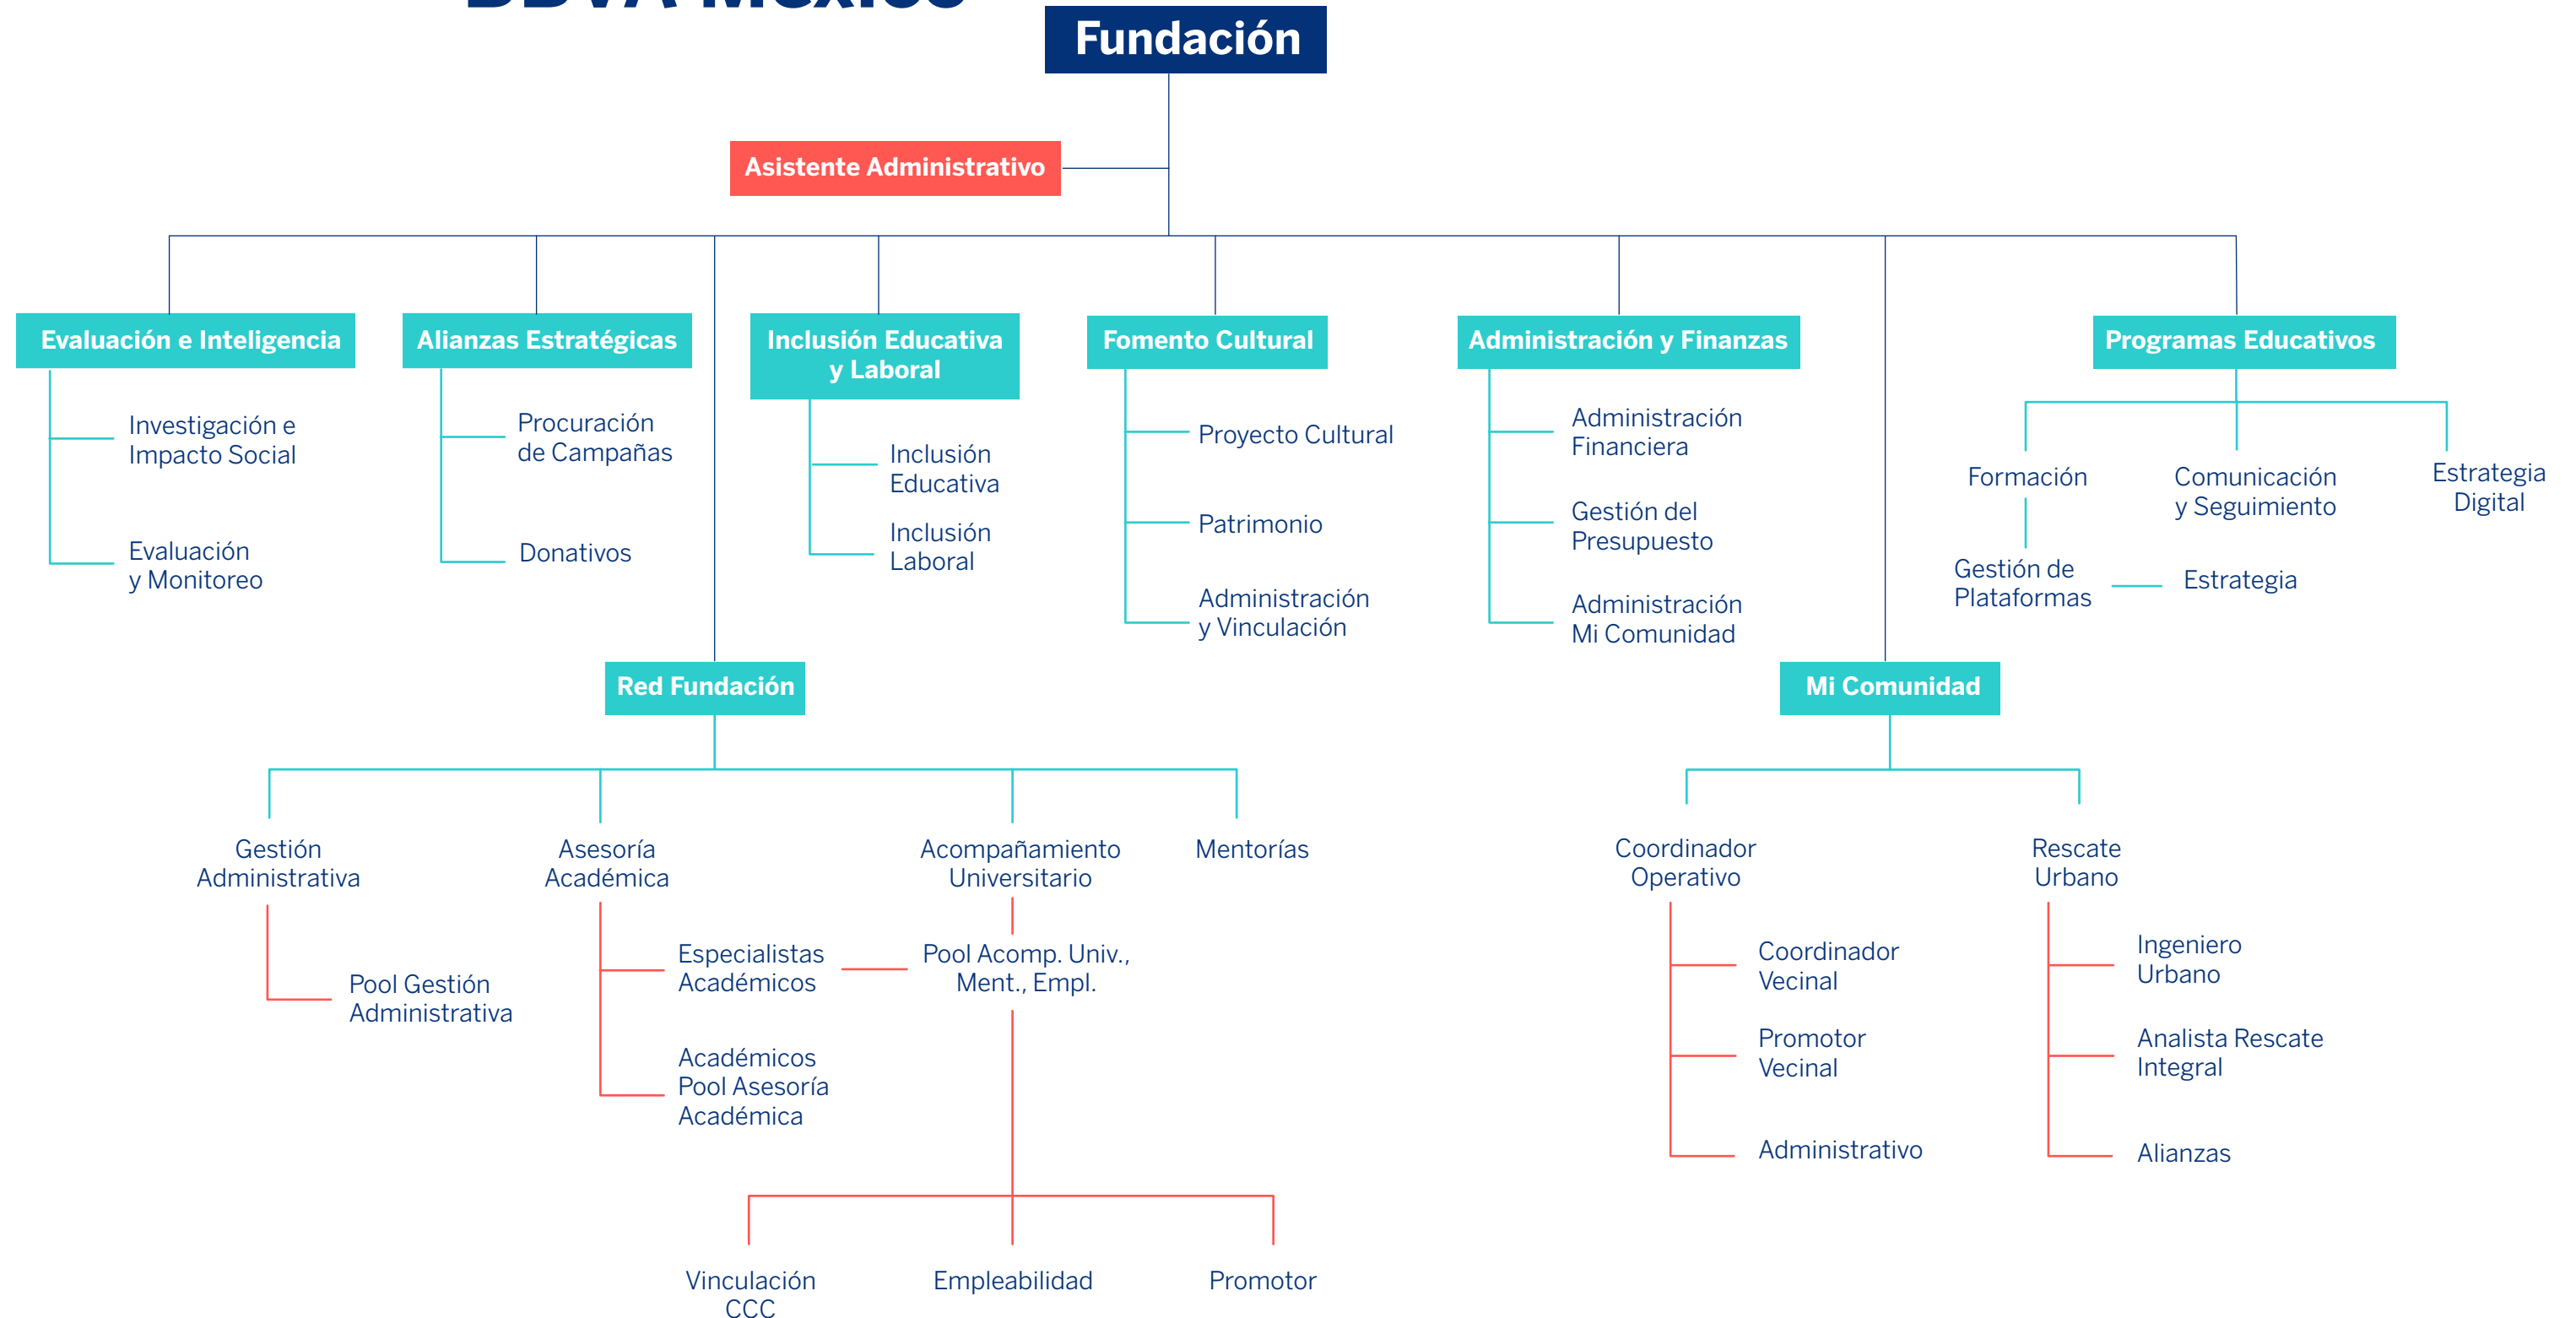 BBVA México
Fundación
Asistente Administrativo
Evaluación e Inteligencia
Investigación e
Impacto Social
Evaluación
y Monitoreo
Alianzas Estratégicas
Procuración
de Campañas
Donativos
Inclusión Educativa
y Laboral
Inclusión
Educativa
Inclusión
Laboral
Fomento Cultural
Proyecto Cultural
Patrimonio
Administración
y Vinculación
Administración y Finanzas
Administración
Financiera
Gestión del
Presupuesto
Administración
Mi Comunidad
Programas Educativos
Formación
Comunicación
y Seguimiento
Estrategia
Digital
Gestión de
Plataformas
Estrategia
Red Fundación
Gestión
Administrativa
Pool Gestión
Administrativa
Asesoría
Académica
Especialistas
Académicos
Académicos
Pool Asesoría
Académica
Acompañamiento
Universitario
Pool Acomp. Univ.,
Ment., Empl.
Mentorías
Vinculación
CCC
Empleabilidad
Promotor
Mi Comunidad
Coordinador
Operativo
Coordinador
Vecinal
Promotor
Vecinal
Administrativo
Rescate
Urbano
Ingeniero
Urbano
Analista Rescate
Integral
Alianzas